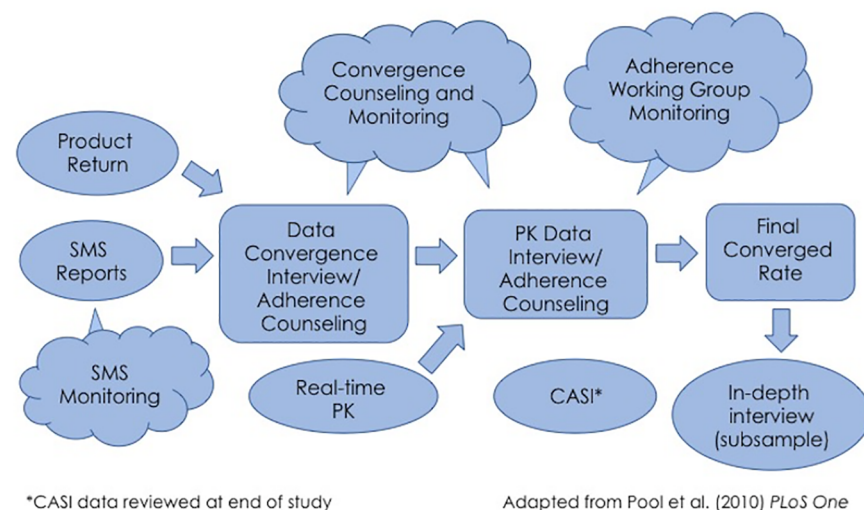 Convergence
Counseling and
Monitoring
Adherence
Working Group
Monitoring
Product
Return
SMS
Reports
SMS
Monitoring
Data
Convergence
Interview/
Adherence
Counseling
PK Data
Interview/
Adherence
Counseling
Final
Converged
Rate
Real-time
PK
CASI*
In-depth
interview
(subsample)
*CASI data reviewed at end of study
Adapted from Pool et al. (2010) PLoS One